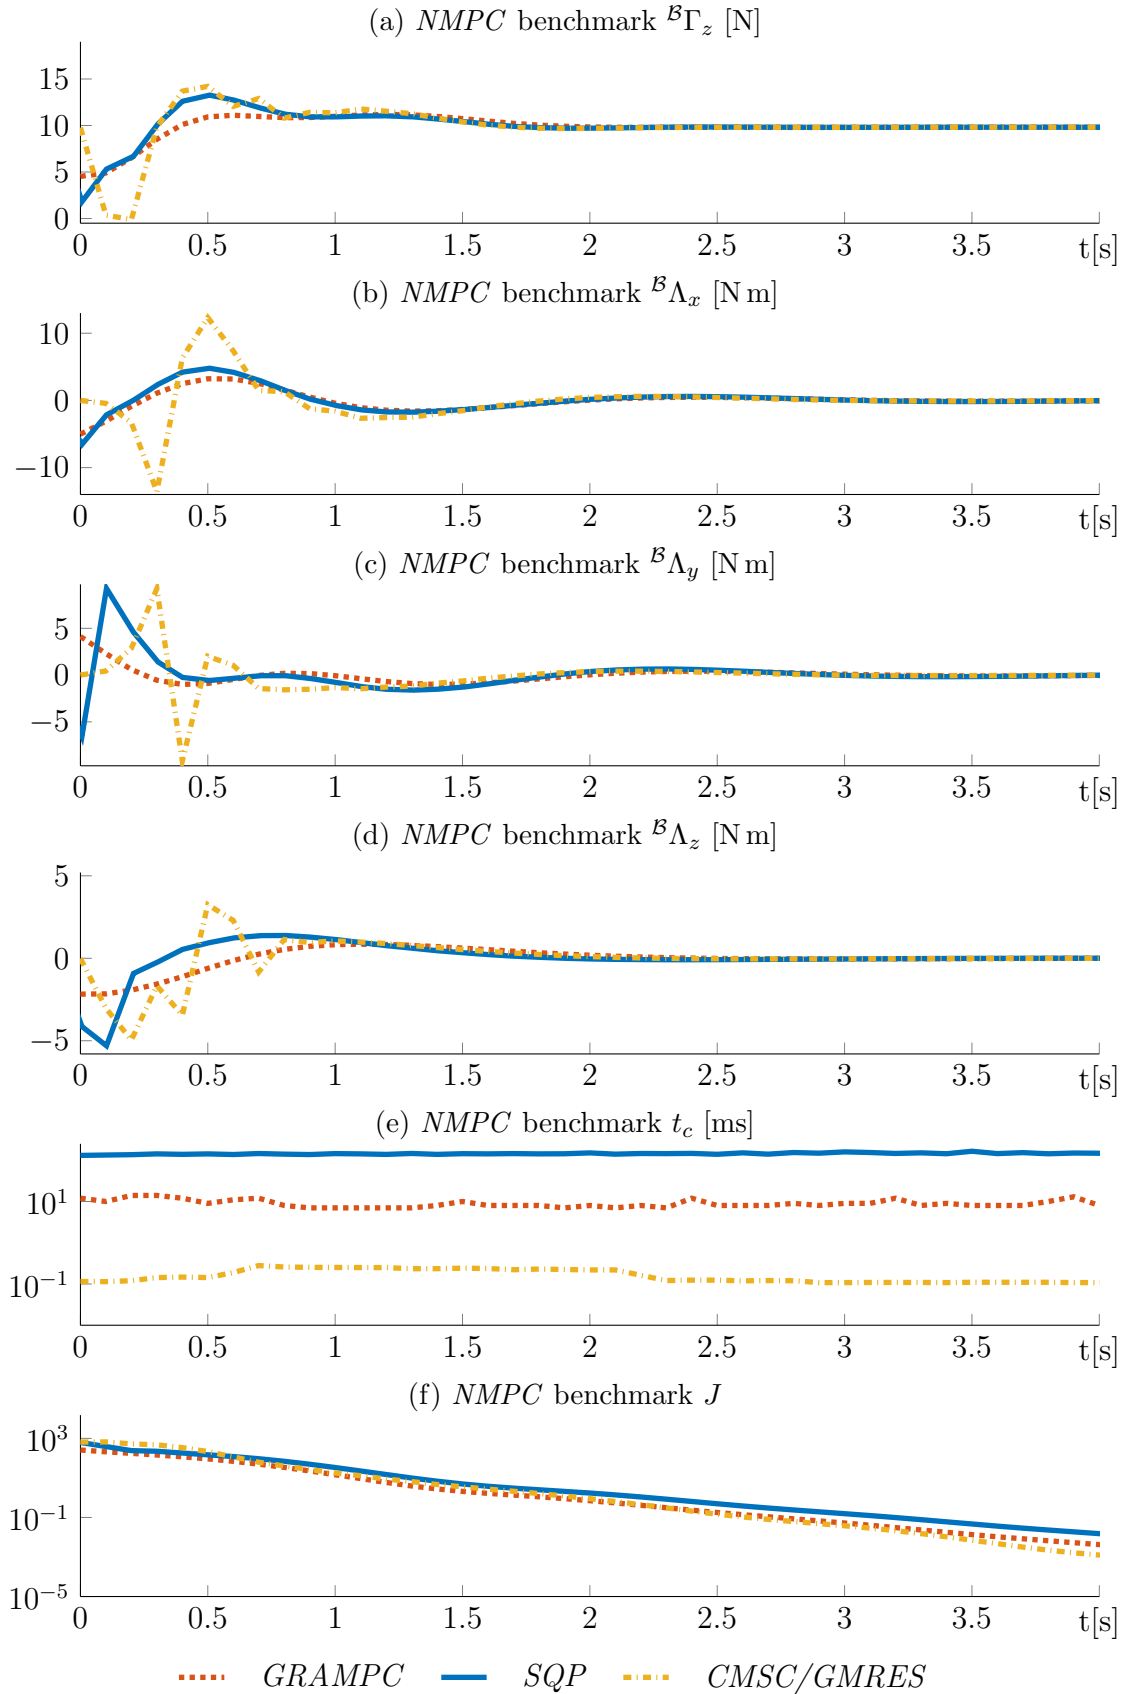 (a) NMPC benchmark ᴮΓ_z [N]
15
10
5
0
0 0.5 1 1.5 2 2.5 3 3.5 t[s]
(b) NMPC benchmark ᴮΛ_x [N m]
10
0
−10
0 0.5 1 1.5 2 2.5 3 3.5 t[s]
(c) NMPC benchmark ᴮΛ_y [N m]
5
0
−5
0 0.5 1 1.5 2 2.5 3 3.5 t[s]
(d) NMPC benchmark ᴮΛ_z [N m]
5
0
−5
0 0.5 1 1.5 2 2.5 3 3.5 t[s]
(e) NMPC benchmark t_c [ms]
10¹
10⁻¹
0 0.5 1 1.5 2 2.5 3 3.5 t[s]
(f) NMPC benchmark J
10³
10⁻¹
10⁻⁵
0 0.5 1 1.5 2 2.5 3 3.5 t[s]
GRAMPC SQP CMSC/GMRES